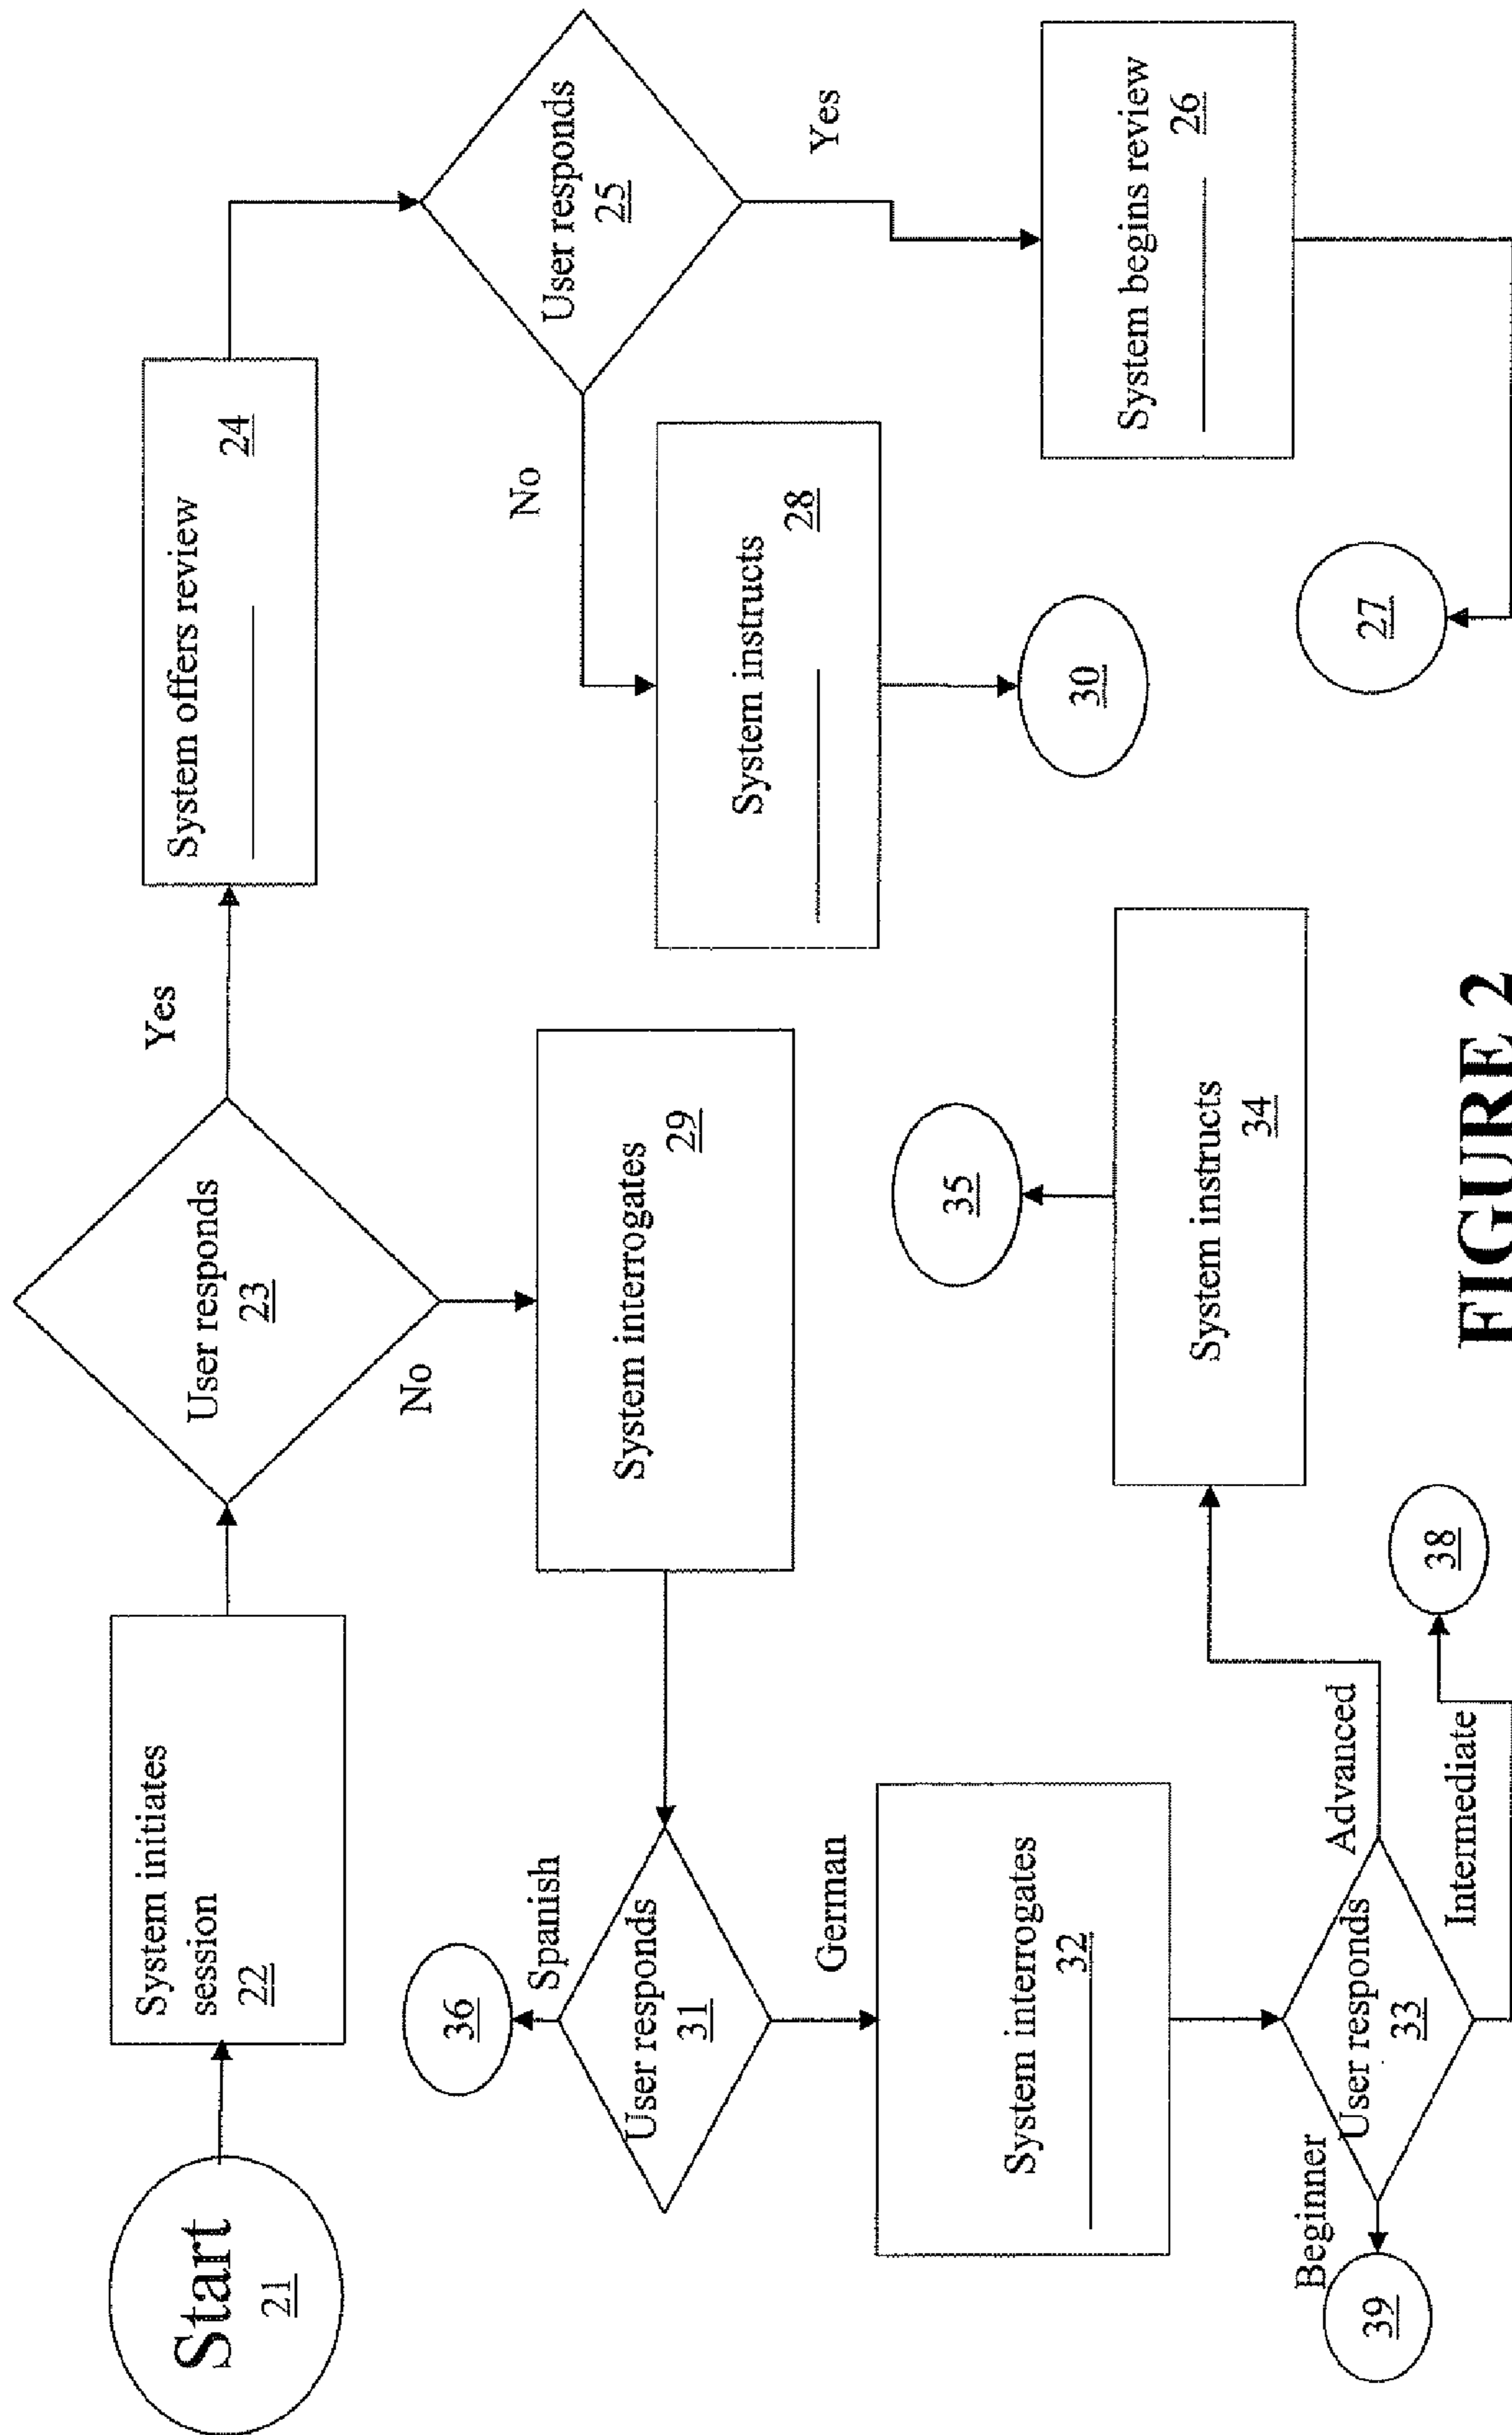 Start
21
System initiates
session
22
User responds
23
Yes
No
System offers review
24
User responds
25
No
Yes
System instructs
28
30
System begins review
26
27
System interrogates
29
36
Spanish
User responds
31
German
System interrogates
32
User responds
33
Beginner
39
Advanced
Intermediate
38
System instructs
34
35
FIGURE 2